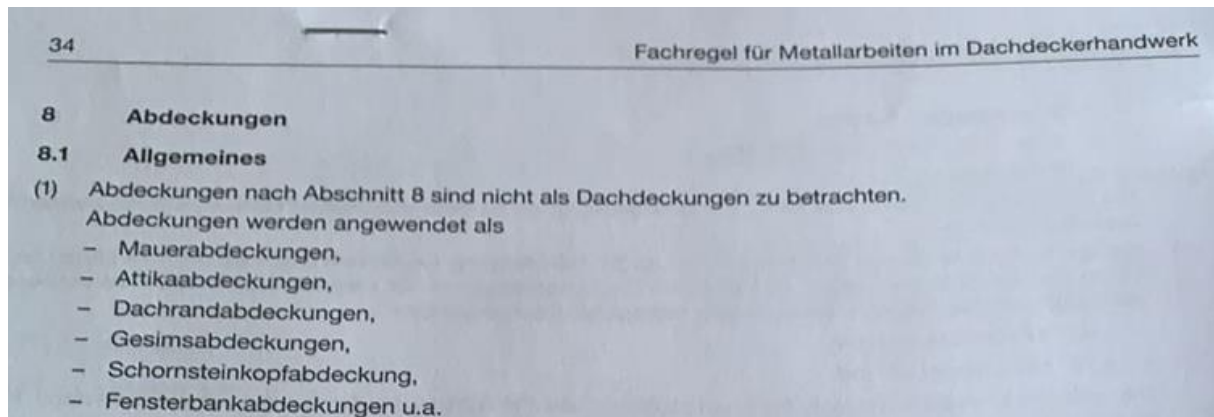 34 Fachregel für Metallarbeiten im Dachdeckerhandwerk
8 Abdeckungen
8.1 Allgemeines
(1) Abdeckungen nach Abschnitt 8 sind nicht als Dachdeckungen zu betrachten.
Abdeckungen werden angewendet als
– Mauerabdeckungen,
– Attikaabdeckungen,
– Dachrandabdeckungen,
– Gesimsabdeckungen,
– Schornsteinkopfabdeckung,
– Fensterbankabdeckungen u.a.